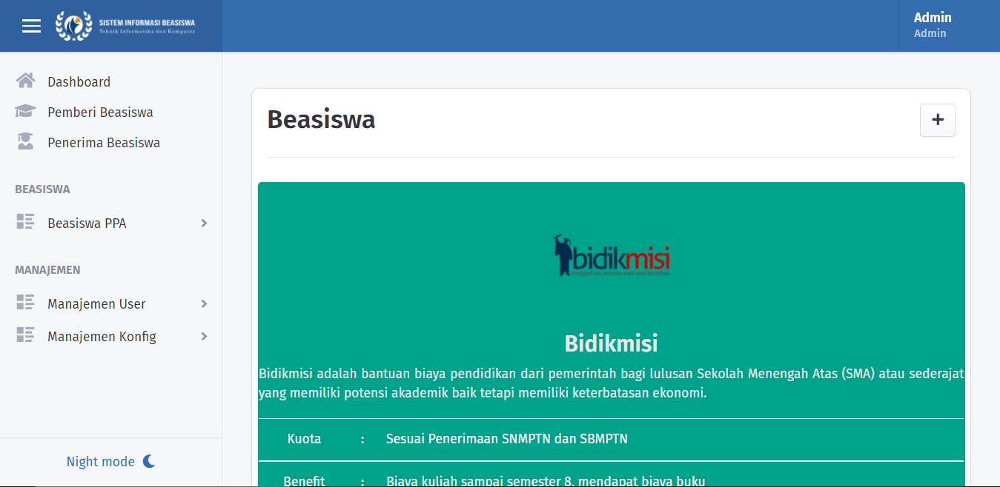 SISTEM INFORMASI BEASISWA
Teknik Informatika dan Komputer
Admin
Admin
Dashboard
Pemberi Beasiswa
Penerima Beasiswa
BEASISWA
Beasiswa PPA
MANAJEMEN
Manajemen User
Manajemen Konfig
Night mode
Beasiswa
+
bidikmisi
Bidikmisi
Bidikmisi adalah bantuan biaya pendidikan dari pemerintah bagi lulusan Sekolah Menengah Atas (SMA) atau sederajat
yang memiliki potensi akademik baik tetapi memiliki keterbatasan ekonomi.
Kuota : Sesuai Penerimaan SNMPTN dan SBMPTN
Benefit : Biaya kuliah sampai semester 8, mendapat biaya buku